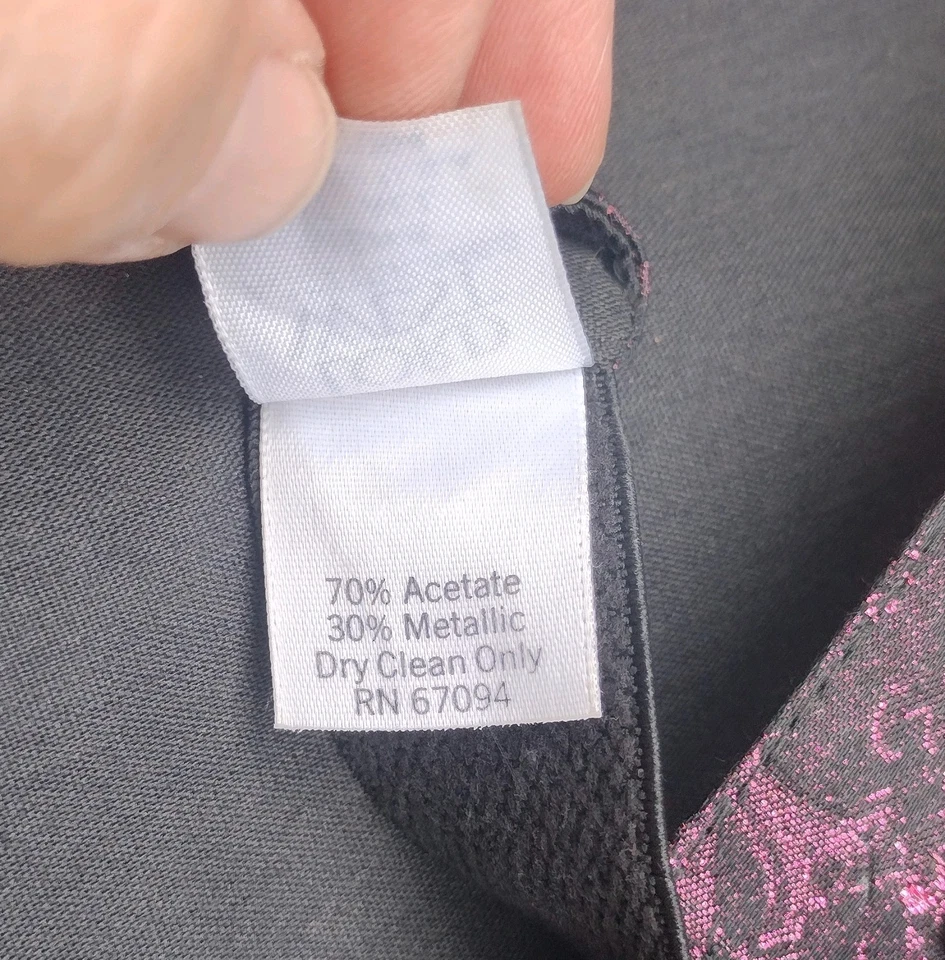 70% Acetate
30% Metallic
Dry Clean Only
RN 67094